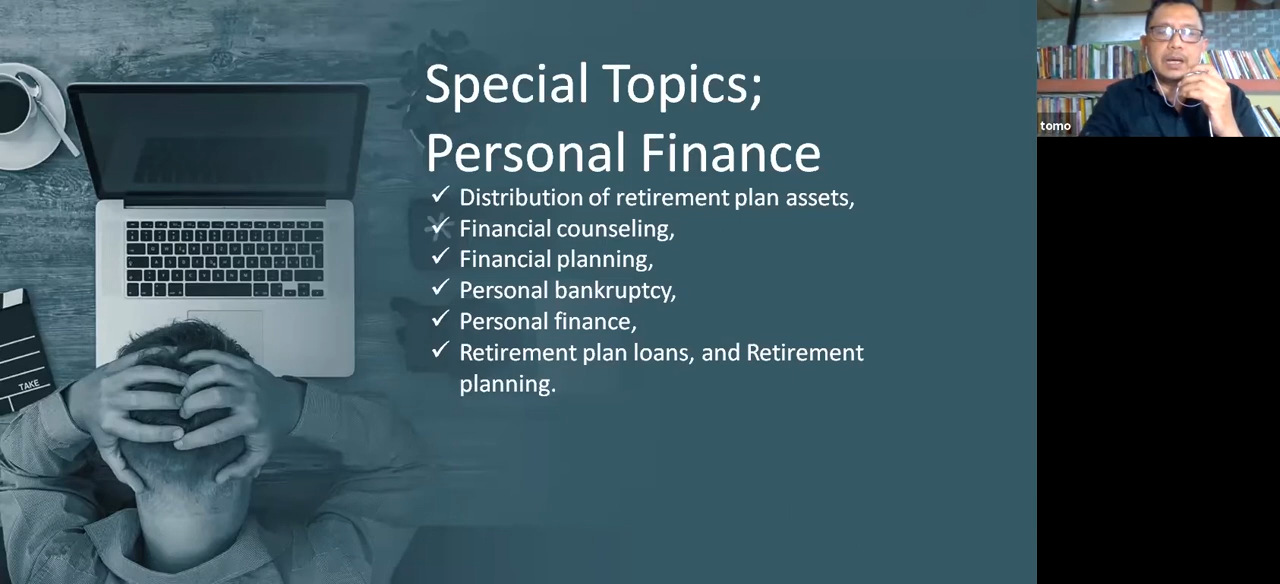 Special Topics;
Personal Finance
✓ Distribution of retirement plan assets,
✓ Financial counseling,
✓ Financial planning,
✓ Personal bankruptcy,
✓ Personal finance,
✓ Retirement plan loans, and Retirement
planning.
TAKE
tomo